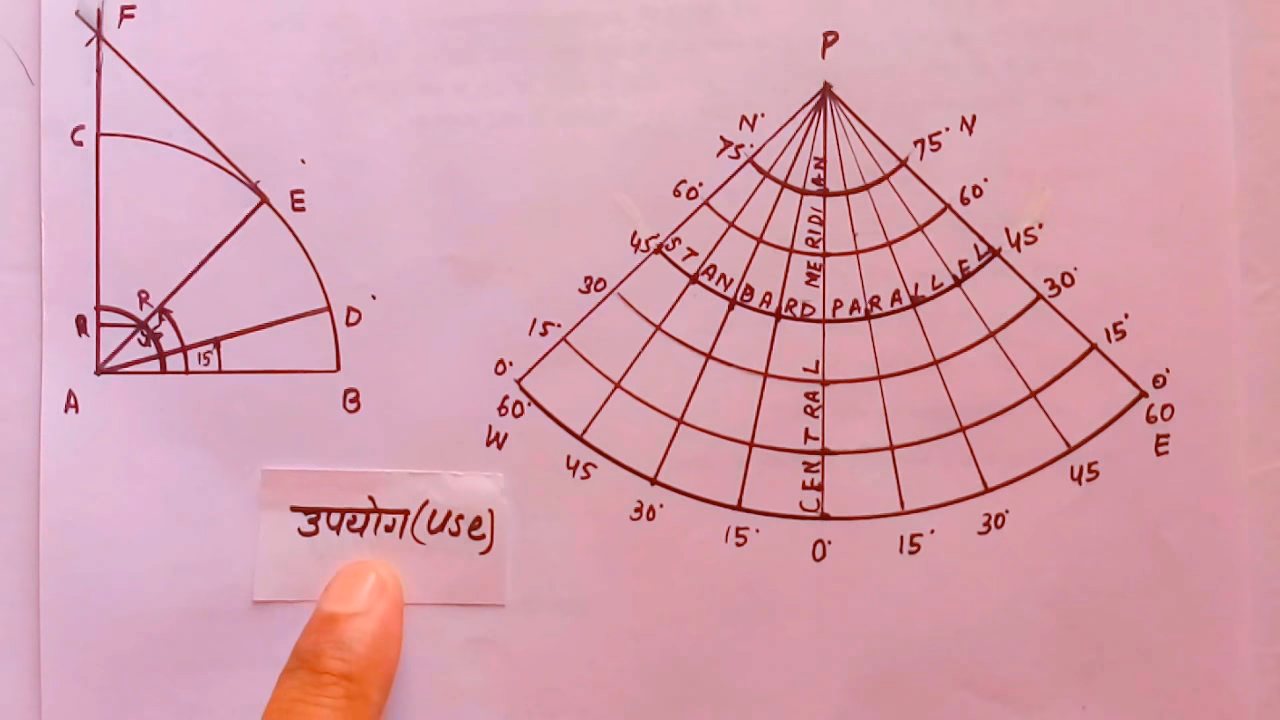 F
C
E
D
R
R
15
A
B
उपयोग(use)
P
N·
75·
75· N
60·
60·
45·
45·
STANDARD PARALLEL
30
30·
15·
15·
0·
0·
60·
W
60
E
45
45
30·
30·
15·
15·
0·
CENTRAL MERIDIAN